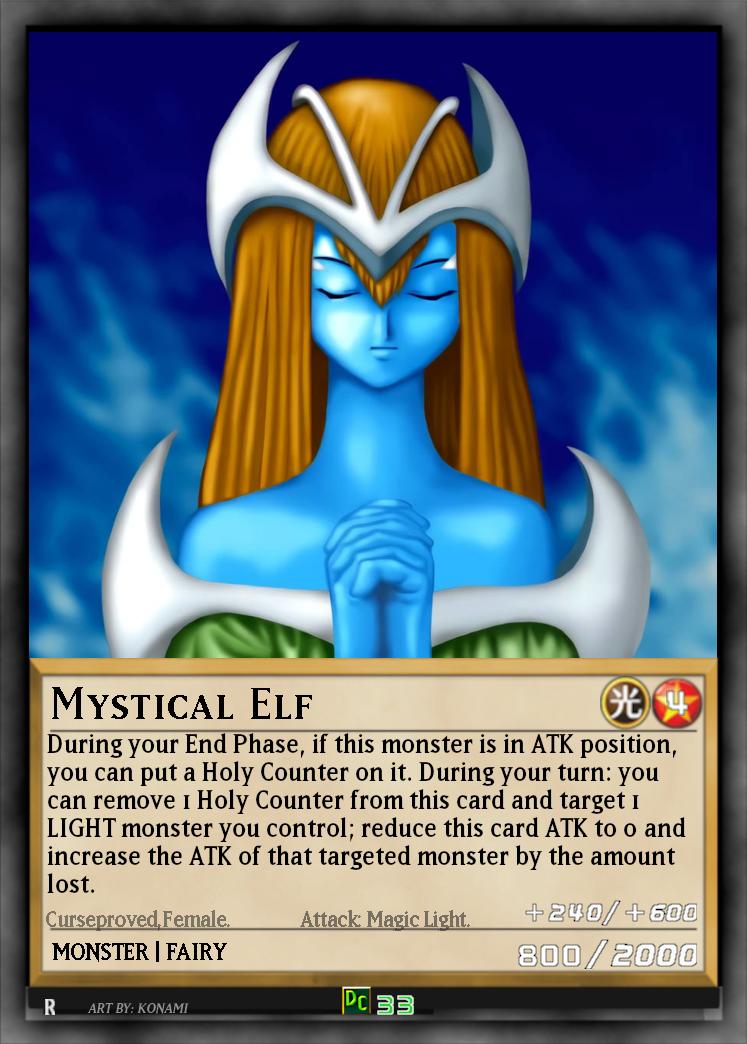 Mystical Elf
光 4
During your End Phase, if this monster is in ATK position,
you can put a Holy Counter on it. During your turn: you
can remove 1 Holy Counter from this card and target 1
LIGHT monster you control; reduce this card ATK to 0 and
increase the ATK of that targeted monster by the amount
lost.
Curseproved,Female. Attack: Magic Light. +240/+600
MONSTER | FAIRY 800/2000
R ART BY: KONAMI DC 33